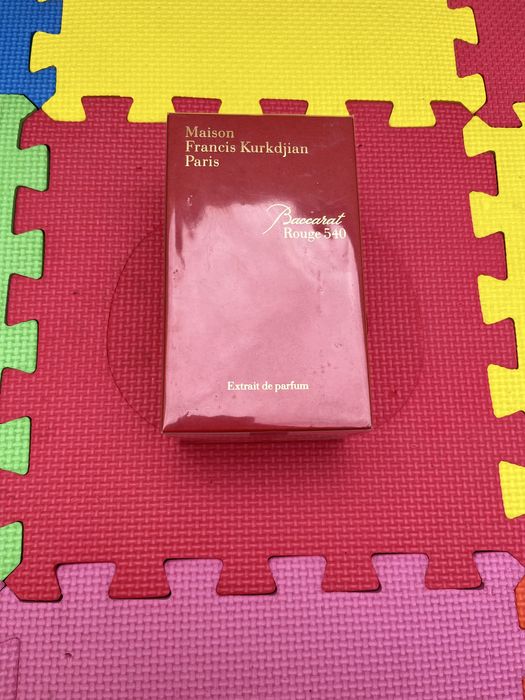 Maison
Francis Kurkdjian
Paris
Baccarat
Rouge 540
Extrait de parfum